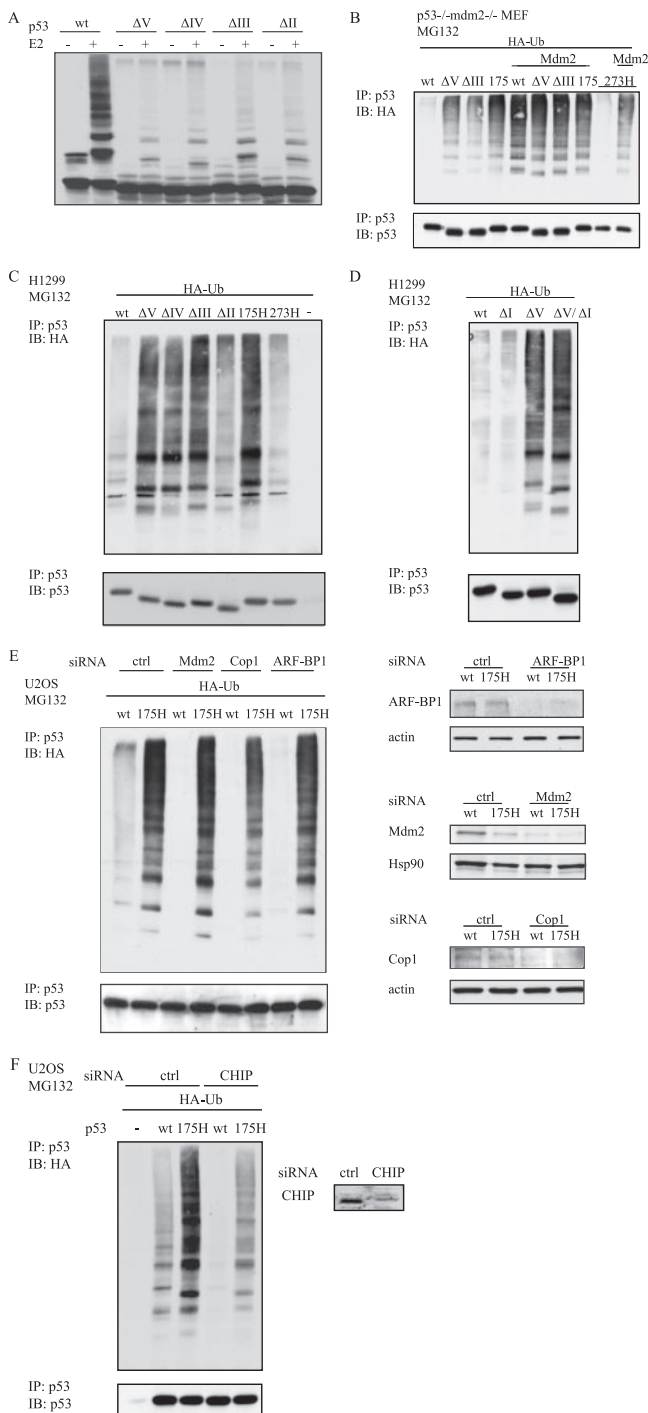 A
p53 wt ΔV ΔIV ΔIII ΔII
E2 - + - + - + - + - +
B
p53-/-mdm2-/- MEF
MG132
HA-Ub
Mdm2 Mdm2
wt ΔV ΔIII 175 wt ΔV ΔIII 175 273H
IP: p53
IB: HA
IP: p53
IB: p53
C
H1299
MG132
HA-Ub
wt ΔV ΔIV ΔIII ΔII 175H 273H -
IP: p53
IB: HA
IP: p53
IB: p53
D
H1299
MG132
HA-Ub
wt ΔI ΔV ΔV/ΔI
IP: p53
IB: HA
IP: p53
IB: p53
E
siRNA ctrl Mdm2 Cop1 ARF-BP1
U2OS
MG132
HA-Ub
wt 175H wt 175H wt 175H wt 175H
IP: p53
IB: HA
IP: p53
IB: p53
siRNA ctrl ARF-BP1
wt 175H wt 175H
ARF-BP1
actin
siRNA ctrl Mdm2
wt 175H wt 175H
Mdm2
Hsp90
siRNA ctrl Cop1
wt 175H wt 175H
Cop1
actin
F
U2OS
MG132
siRNA ctrl CHIP
HA-Ub
p53 - wt 175H wt 175H
IP: p53
IB: HA
siRNA ctrl CHIP
CHIP
IP: p53
IB: p53